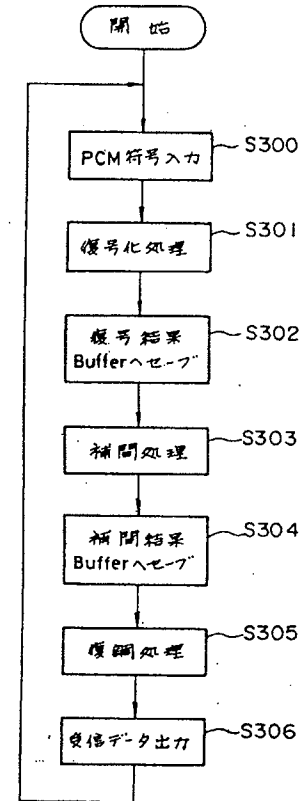 開始
PCM符号入力
S300
復号化処理
S301
復号結果
Bufferへセーブ
S302
補間処理
S303
補間結果
Bufferへセーブ
S304
復調処理
S305
受信データ出力
S306